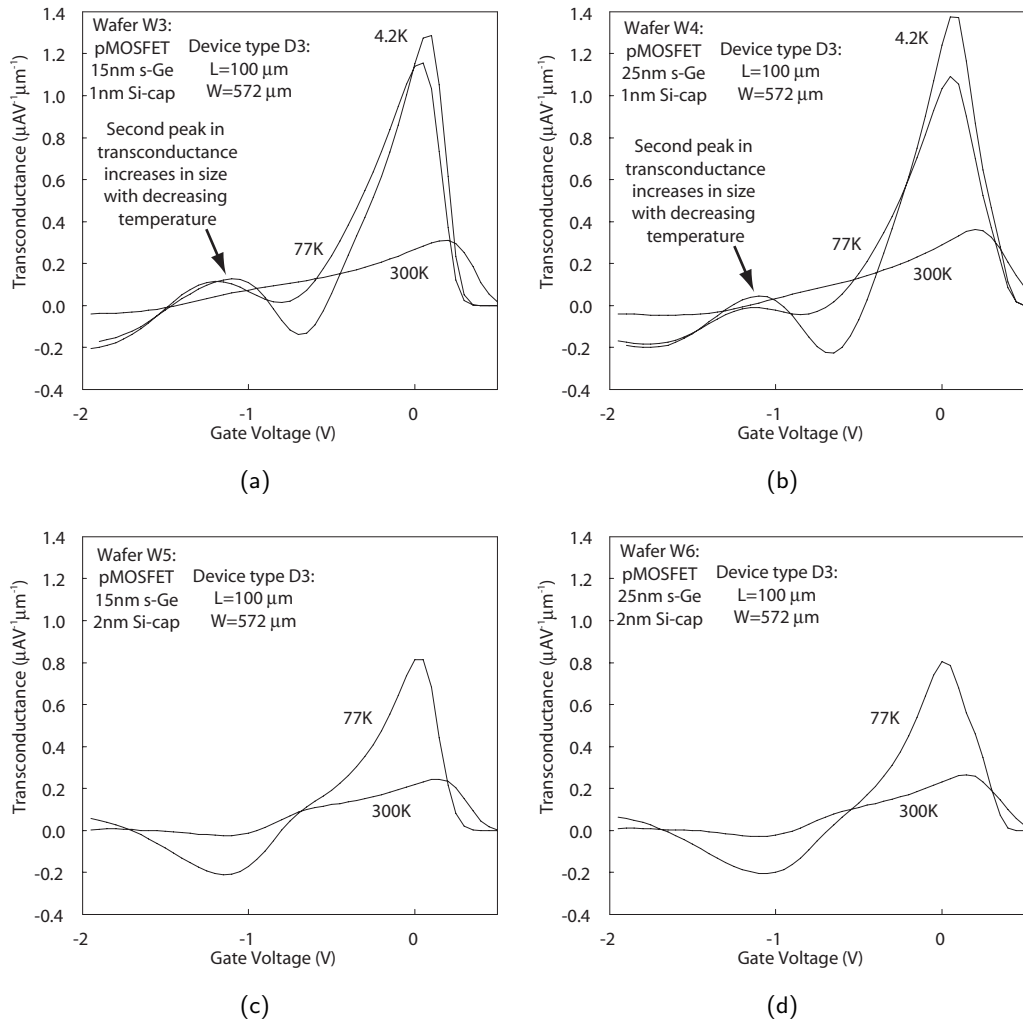 1.4
1.2
1.0
0.8
0.6
0.4
0.2
0.0
-0.2
-0.4
Transconductance (μAV⁻¹μm⁻¹)
Wafer W3:
pMOSFET
15nm s-Ge
1nm Si-cap
Device type D3:
L=100 μm
W=572 μm
4.2K
Second peak in
transconductance
increases in size
with decreasing
temperature
77K
300K
-2
-1
0
Gate Voltage (V)
(a)
1.4
1.2
1.0
0.8
0.6
0.4
0.2
0.0
-0.2
-0.4
Transconductance (μAV⁻¹μm⁻¹)
Wafer W4:
pMOSFET
25nm s-Ge
1nm Si-cap
Device type D3:
L=100 μm
W=572 μm
4.2K
Second peak in
transconductance
increases in size
with decreasing
temperature
77K
300K
-2
-1
0
Gate Voltage (V)
(b)
1.4
1.2
1.0
0.8
0.6
0.4
0.2
0.0
-0.2
-0.4
Transconductance (μAV⁻¹μm⁻¹)
Wafer W5:
pMOSFET
15nm s-Ge
2nm Si-cap
Device type D3:
L=100 μm
W=572 μm
77K
300K
-2
-1
0
Gate Voltage (V)
(c)
1.4
1.2
1.0
0.8
0.6
0.4
0.2
0.0
-0.2
-0.4
Transconductance (μAV⁻¹μm⁻¹)
Wafer W6:
pMOSFET
25nm s-Ge
2nm Si-cap
Device type D3:
L=100 μm
W=572 μm
77K
300K
-2
-1
0
Gate Voltage (V)
(d)